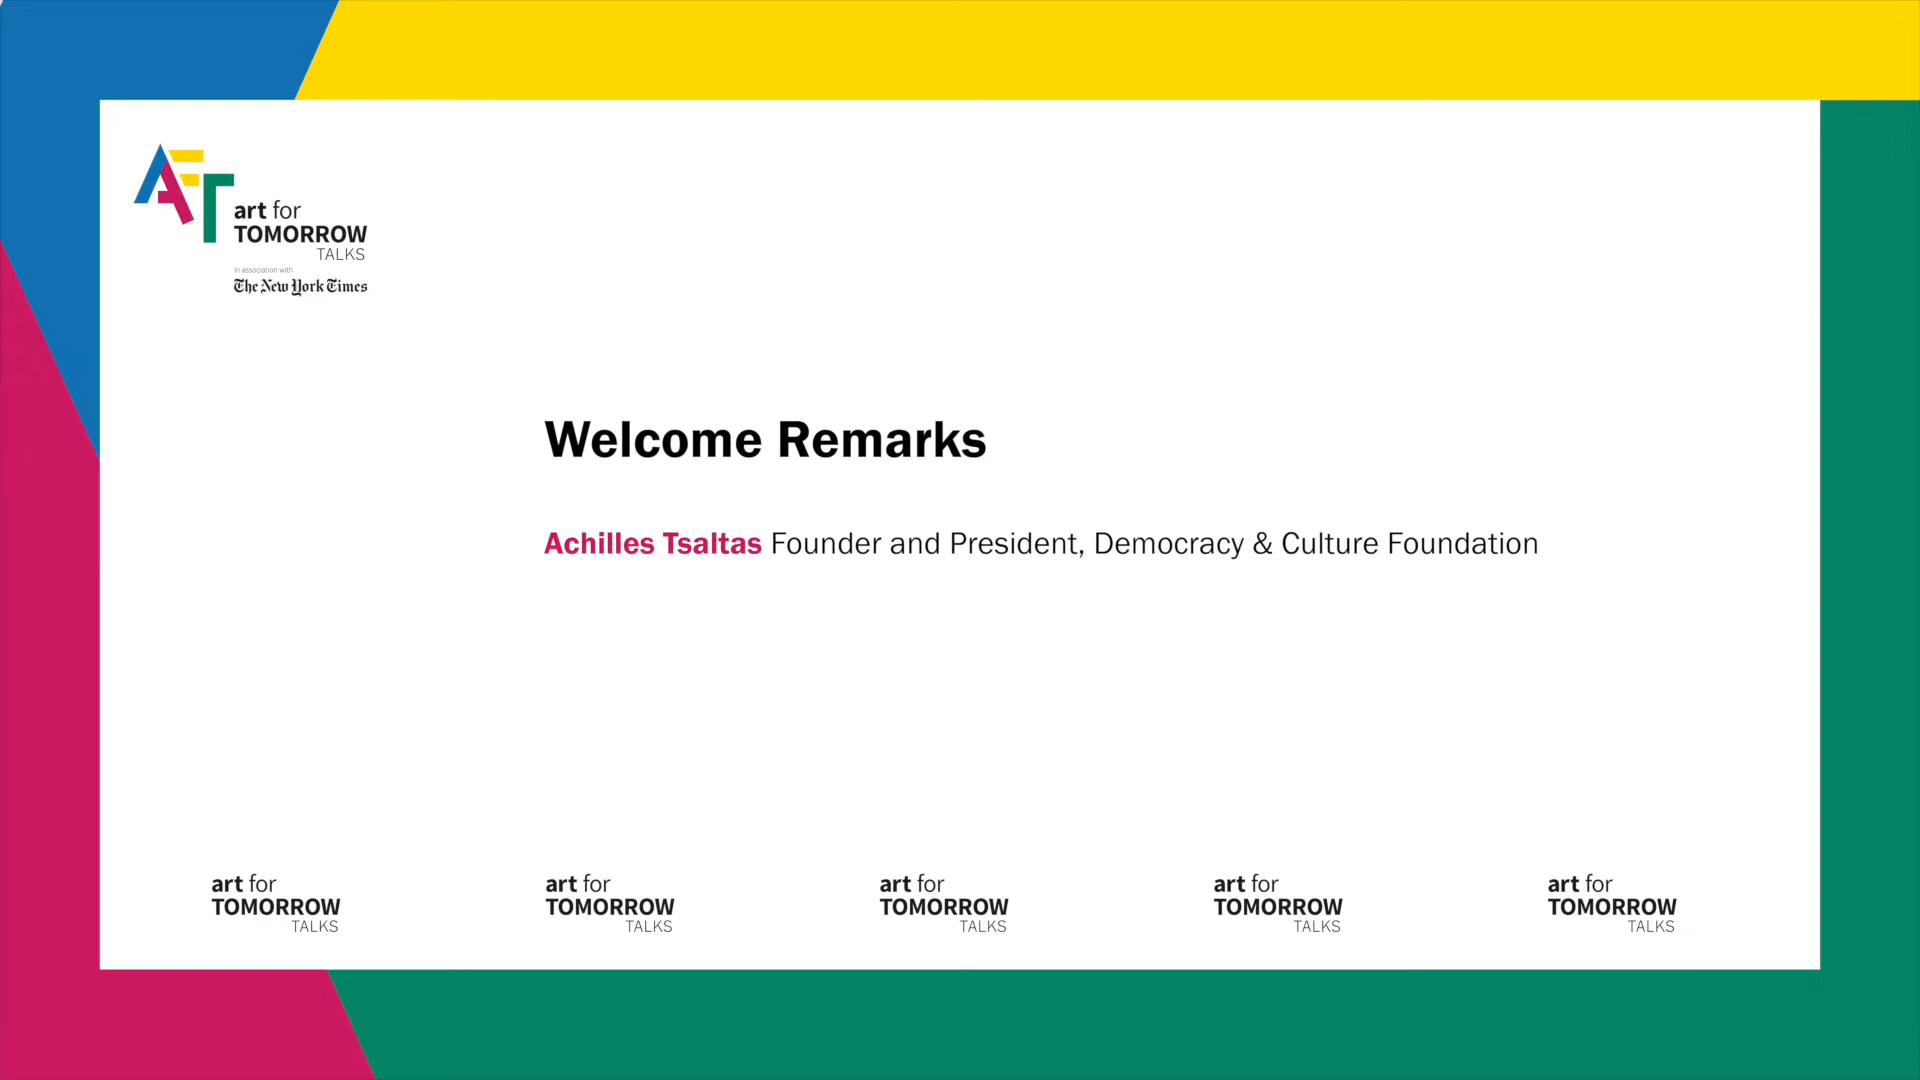 AFT
art for
TOMORROW
TALKS
In association with
The New York Times
Welcome Remarks
Achilles Tsaltas Founder and President, Democracy & Culture Foundation
art for
TOMORROW
TALKS
art for
TOMORROW
TALKS
art for
TOMORROW
TALKS
art for
TOMORROW
TALKS
art for
TOMORROW
TALKS